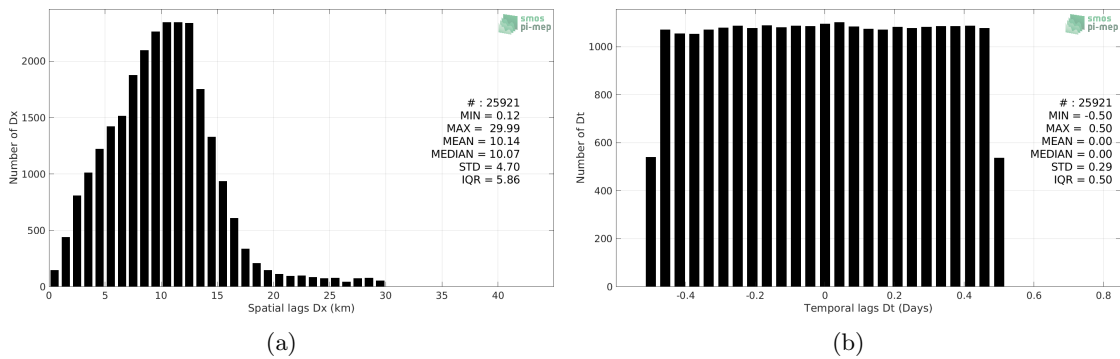 smos
pi-mep
2000
1500
1000
500
0
Number of Dx
# : 25921
MIN = 0.12
MAX = 29.99
MEAN = 10.14
MEDIAN = 10.07
STD = 4.70
IQR = 5.86
0 5 10 15 20 25 30 35 40
Spatial lags Dx (km)
(a)
smos
pi-mep
1000
800
600
400
200
0
Number of Dt
# : 25921
MIN = -0.50
MAX = 0.50
MEAN = 0.00
MEDIAN = 0.00
STD = 0.29
IQR = 0.50
-0.4 -0.2 0 0.2 0.4 0.6 0.8
Temporal lags Dt (Days)
(b)